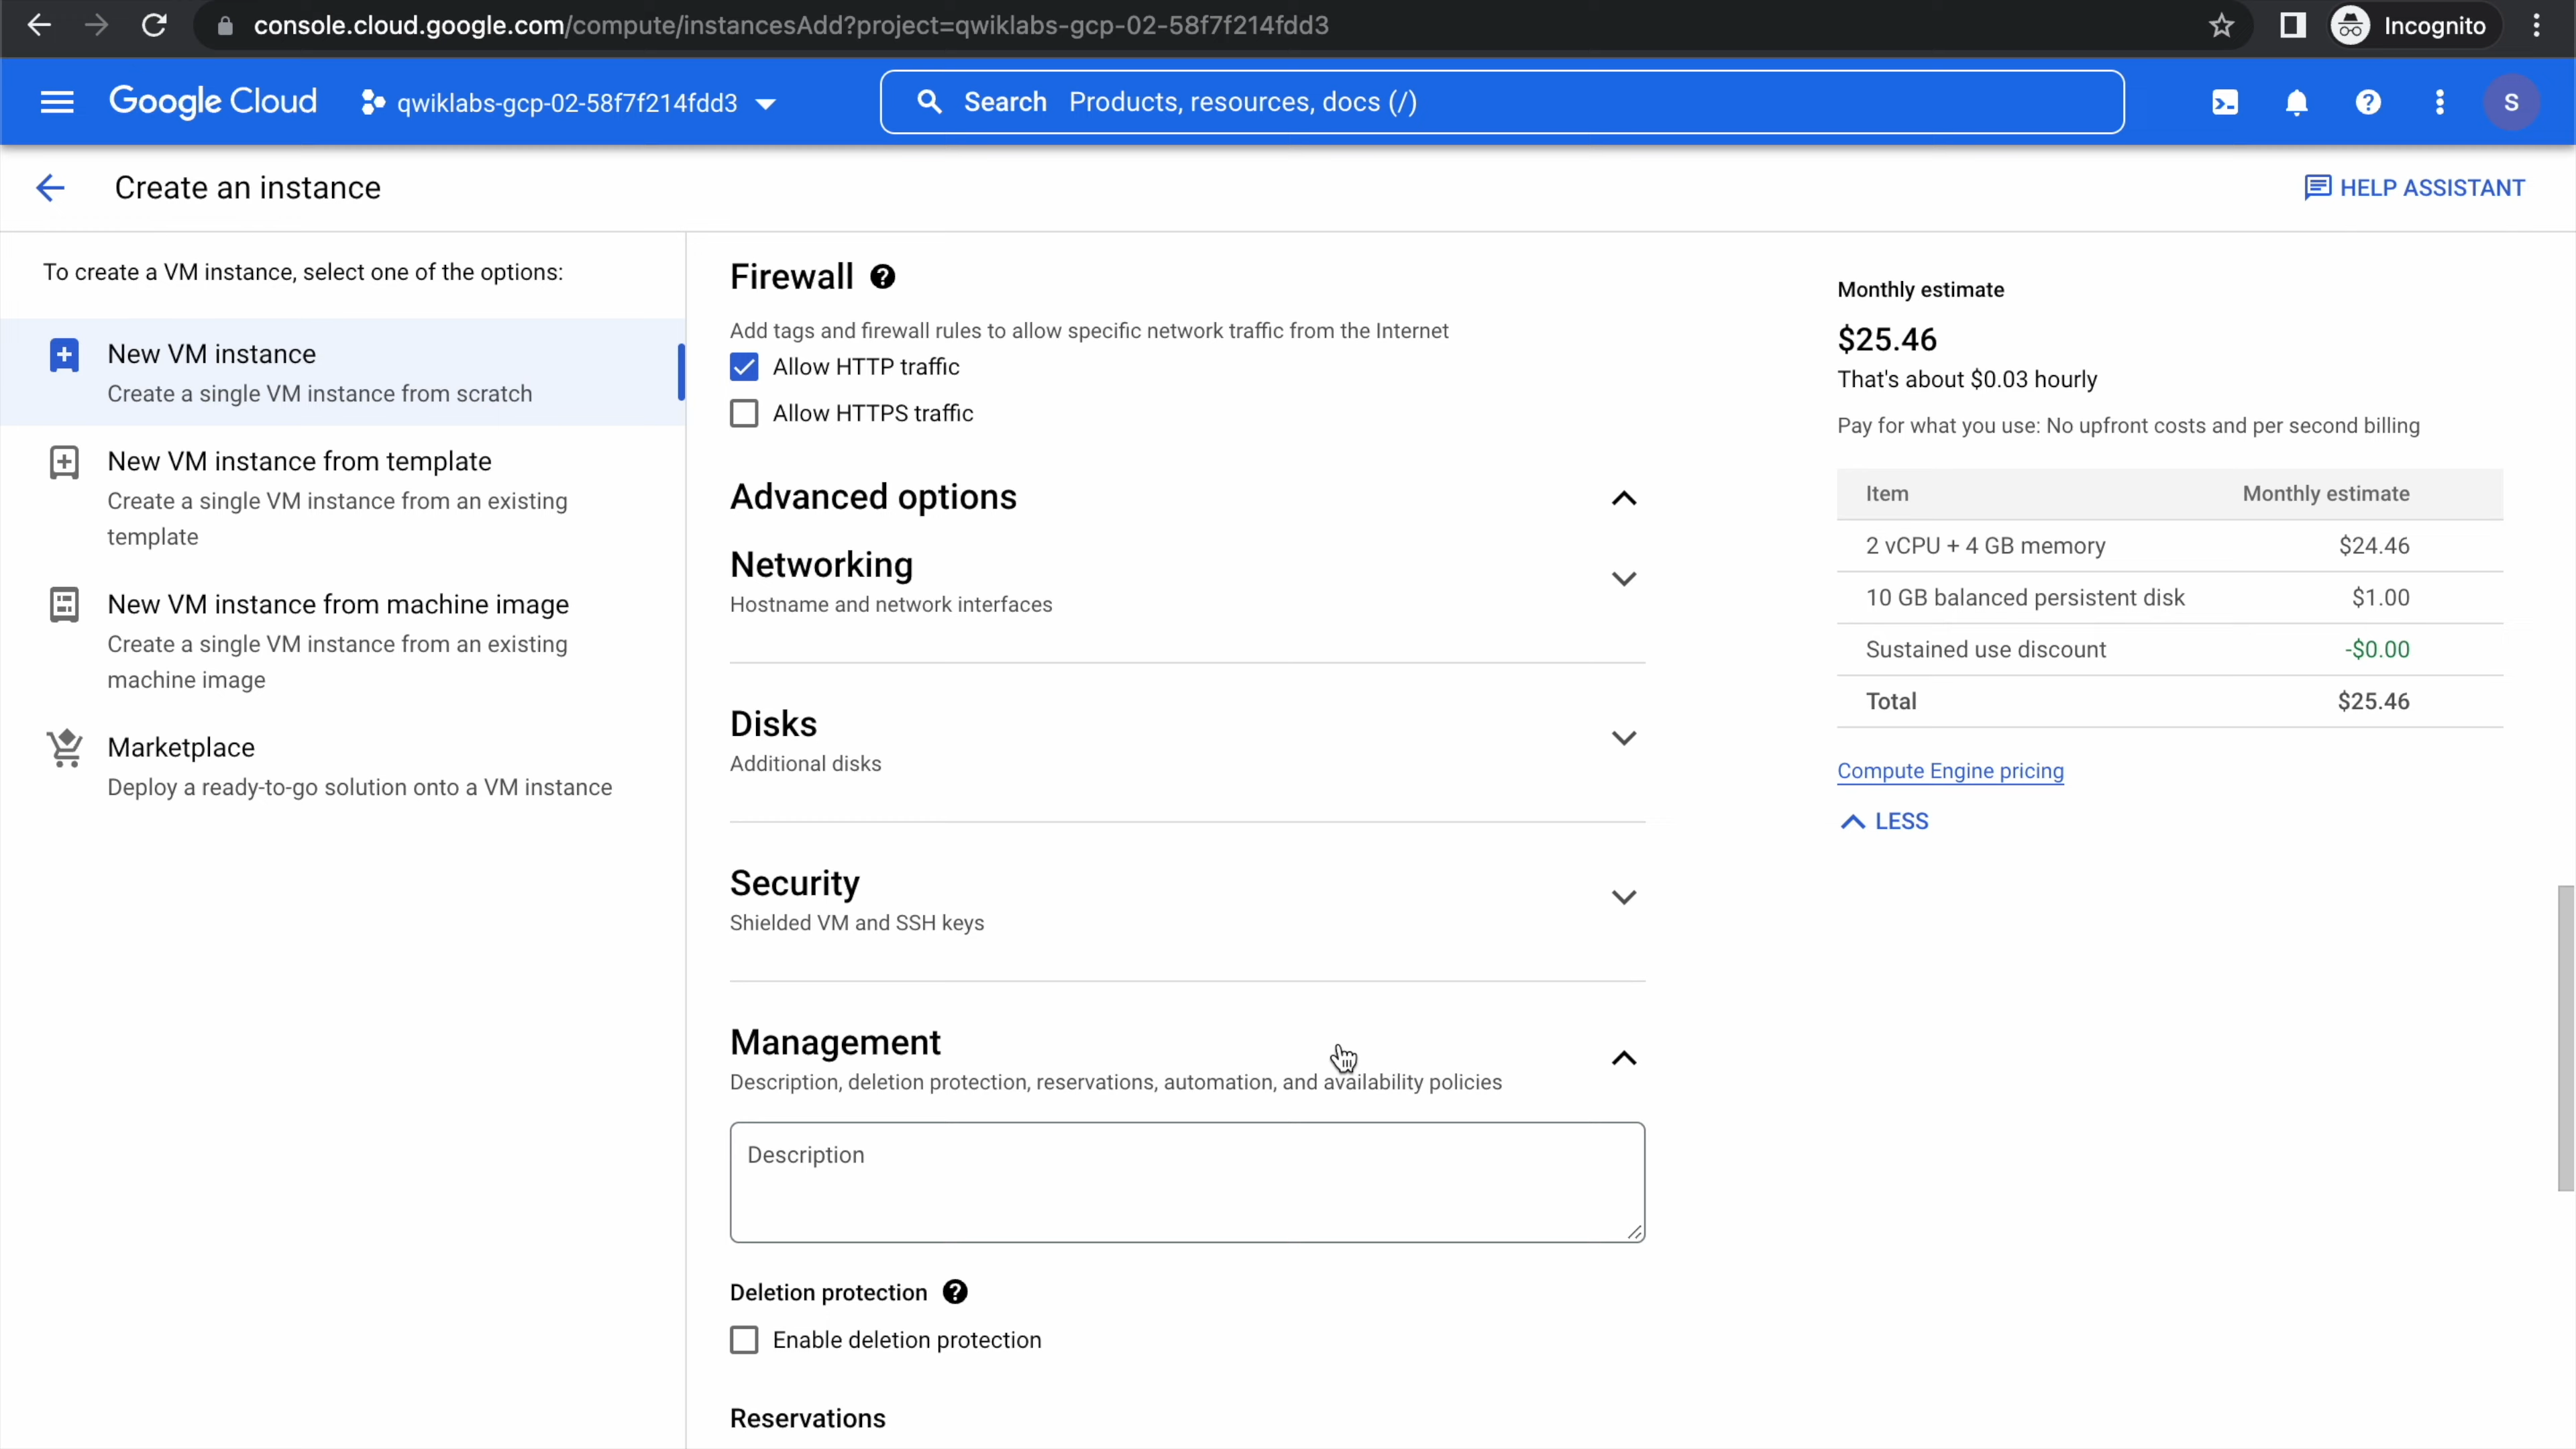 console.cloud.google.com/compute/instancesAdd?project=qwiklabs-gcp-02-58f7f214fdd3
Incognito
Google Cloud
qwiklabs-gcp-02-58f7f214fdd3
Search Products, resources, docs (/)
S
Create an instance
HELP ASSISTANT
To create a VM instance, select one of the options:
New VM instance
Create a single VM instance from scratch
New VM instance from template
Create a single VM instance from an existing
template
New VM instance from machine image
Create a single VM instance from an existing
machine image
Marketplace
Deploy a ready-to-go solution onto a VM instance
Firewall
Add tags and firewall rules to allow specific network traffic from the Internet
Allow HTTP traffic
Allow HTTPS traffic
Advanced options
Networking
Hostname and network interfaces
Disks
Additional disks
Security
Shielded VM and SSH keys
Management
Description, deletion protection, reservations, automation, and availability policies
Description
Deletion protection
Enable deletion protection
Reservations
Monthly estimate
$25.46
That's about $0.03 hourly
Pay for what you use: No upfront costs and per second billing
Item Monthly estimate
2 vCPU + 4 GB memory $24.46
10 GB balanced persistent disk $1.00
Sustained use discount -$0.00
Total $25.46
Compute Engine pricing
LESS